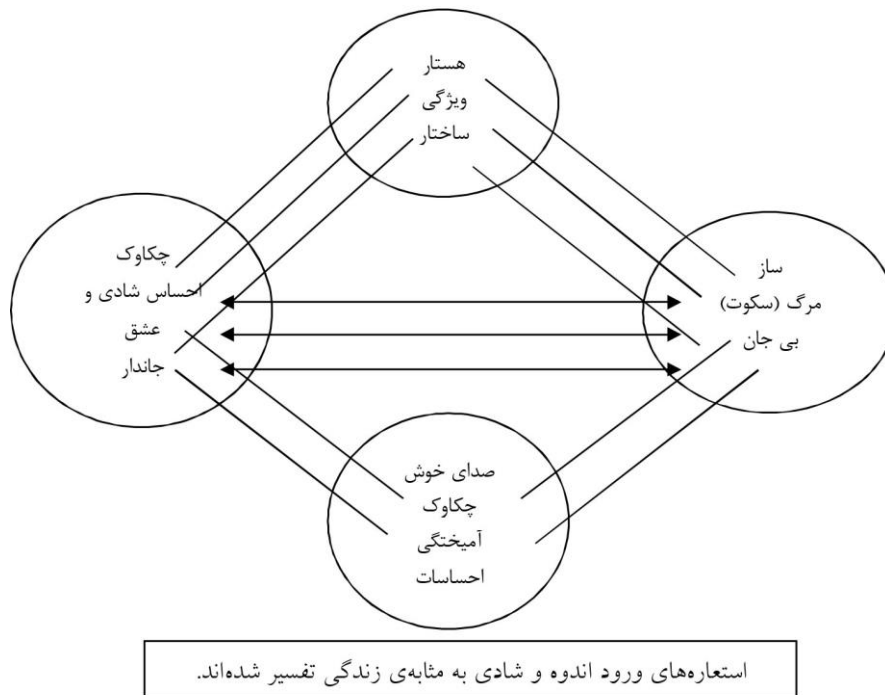 هستار
ویژگی
ساختار
ساز
مرگ (سکوت)
بی جان
چکاوک
احساس شادی و
عشق
جاندار
صدای خوش
چکاوک
آمیختگی
احساسات
استعاره‌های ورود اندوه و شادی به مثابه‌ی زندگی تفسیر شده‌اند.